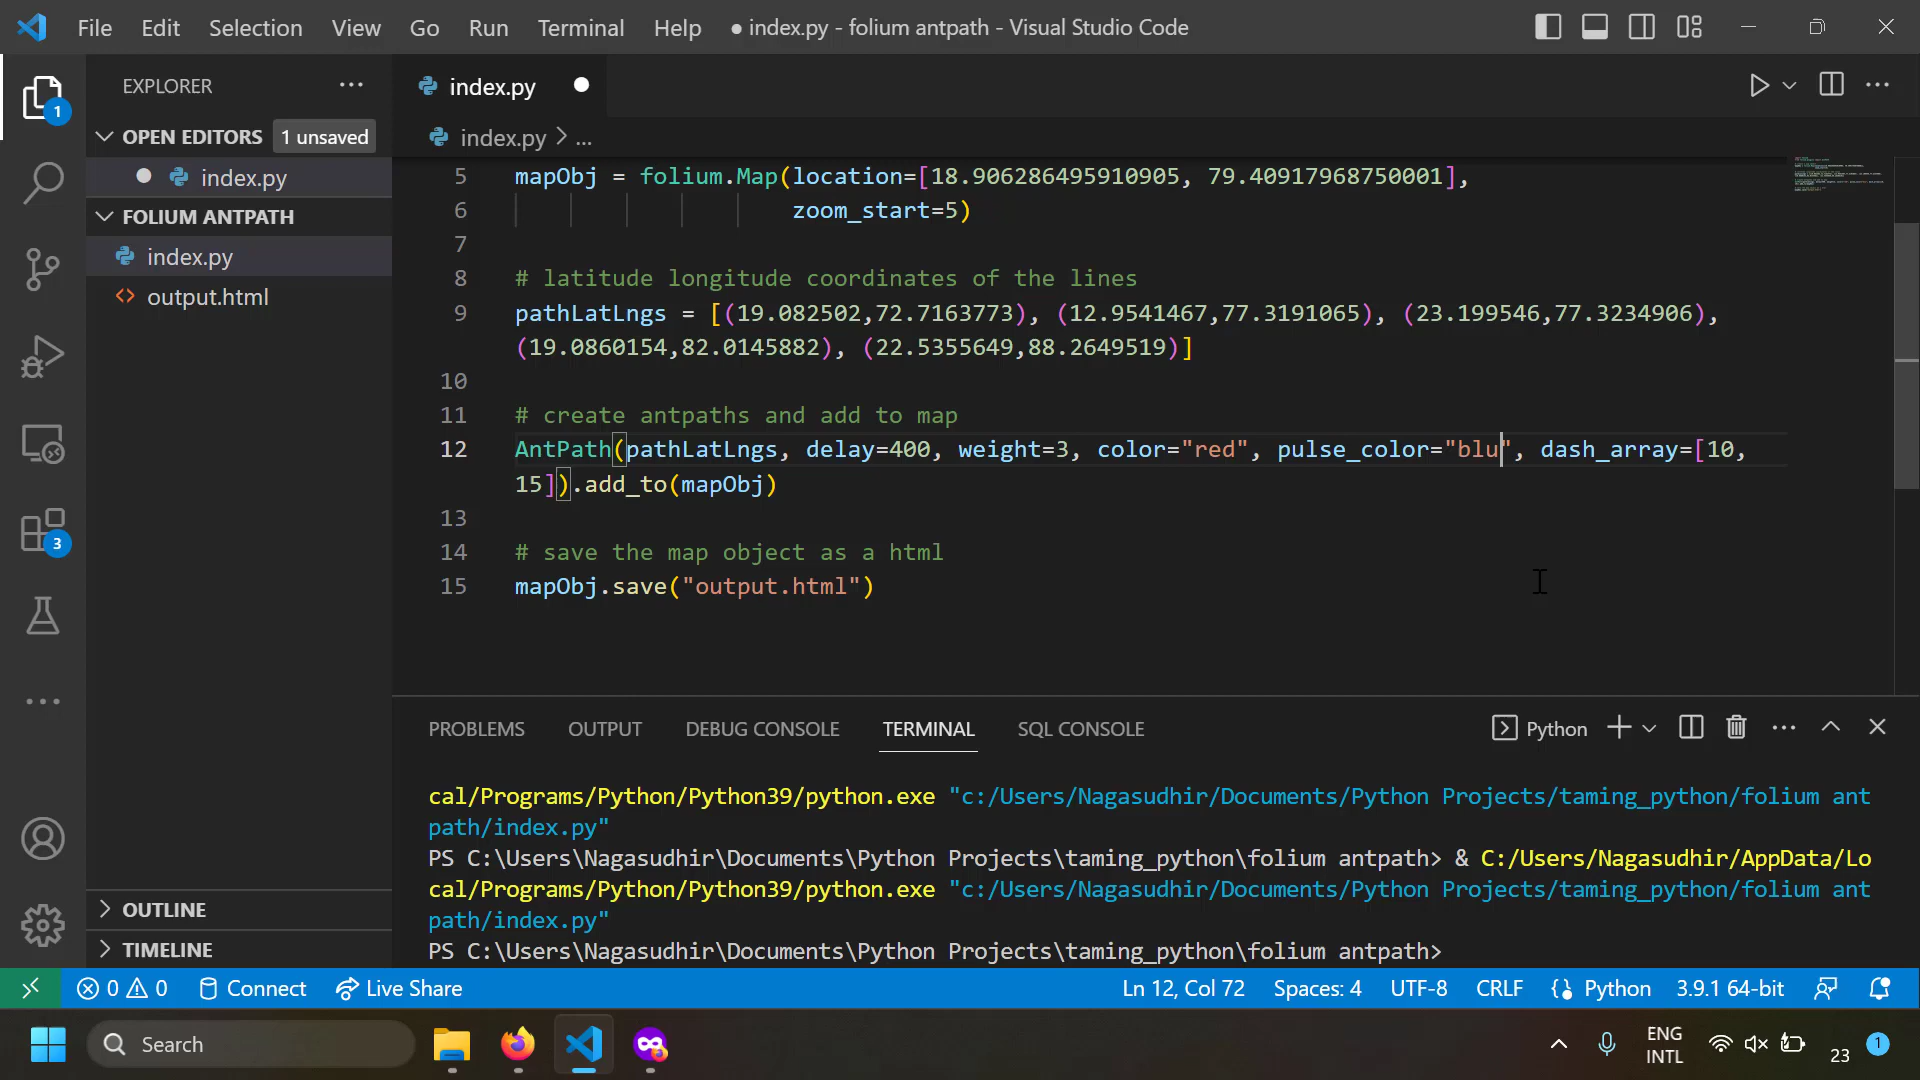 File Edit Selection View Go Run Terminal Help ● index.py - folium antpath - Visual Studio Code
EXPLORER ...
OPEN EDITORS 1 unsaved
index.py
FOLIUM ANTPATH
index.py
output.html
OUTLINE
TIMELINE
1
3
index.py
index.py > ...
5 mapObj = folium.Map(location=[18.906286495910905, 79.40917968750001],
6 zoom_start=5)
7
8 # latitude longitude coordinates of the lines
9 pathLatLngs = [(19.082502,72.7163773), (12.9541467,77.3191065), (23.199546,77.3234906),
(19.0860154,82.0145882), (22.5355649,88.2649519)]
10
11 # create antpaths and add to map
12 AntPath(pathLatLngs, delay=400, weight=3, color="red", pulse_color="blu", dash_array=[10,
15]).add_to(mapObj)
13
14 # save the map object as a html
15 mapObj.save("output.html")
PROBLEMS OUTPUT DEBUG CONSOLE TERMINAL SQL CONSOLE Python
cal/Programs/Python/Python39/python.exe "c:/Users/Nagasudhir/Documents/Python Projects/taming_python/folium ant
path/index.py"
PS C:\Users\Nagasudhir\Documents\Python Projects\taming_python\folium antpath> & C:/Users/Nagasudhir/AppData/Lo
cal/Programs/Python/Python39/python.exe "c:/Users/Nagasudhir/Documents/Python Projects/taming_python/folium ant
path/index.py"
PS C:\Users\Nagasudhir\Documents\Python Projects\taming_python\folium antpath>
0 0 Connect Live Share Ln 12, Col 72 Spaces: 4 UTF-8 CRLF {} Python 3.9.1 64-bit
Search ENG
INTL 23 1